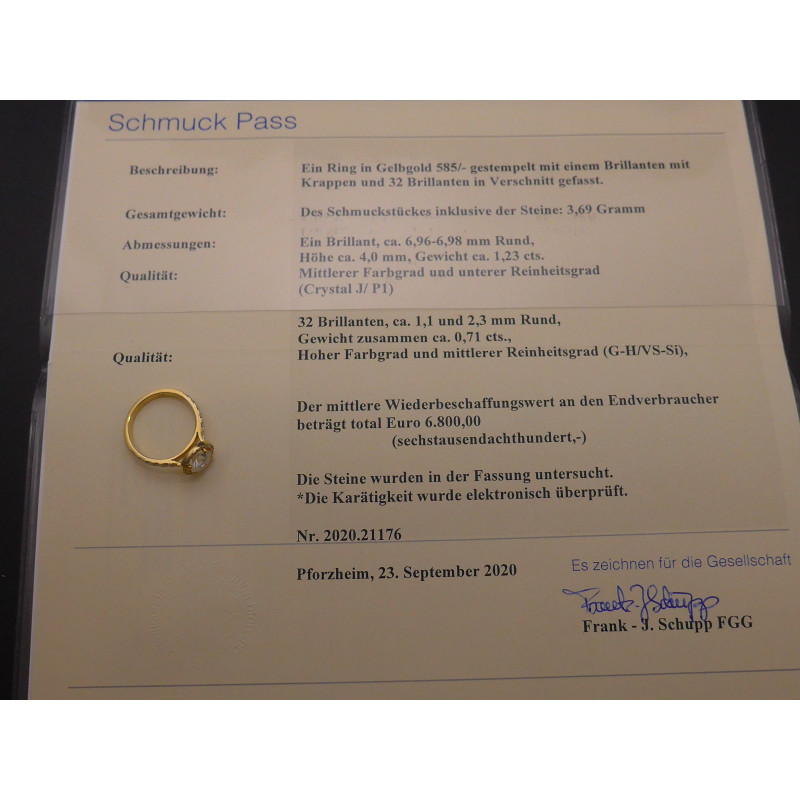 Schmuck Pass
Beschreibung: Ein Ring in Gelbgold 585/- gestempelt mit einem Brillanten mit
Krappen und 32 Brillanten in Verschnitt gefasst.
Gesamtgewicht: Des Schmuckstückes inklusive der Steine: 3,69 Gramm
Abmessungen: Ein Brillant, ca. 6,96-6,98 mm Rund,
Höhe ca. 4,0 mm, Gewicht ca. 1,23 cts.
Qualität: Mittlerer Farbgrad und unterer Reinheitsgrad
(Crystal J/ P1)
32 Brillanten, ca. 1,1 und 2,3 mm Rund,
Gewicht zusammen ca. 0,71 cts.,
Qualität: Hoher Farbgrad und mittlerer Reinheitsgrad (G-H/VS-Si),
Der mittlere Wiederbeschaffungswert an den Endverbraucher
beträgt total Euro 6.800,00
(sechstausendachthundert,-)
Die Steine wurden in der Fassung untersucht.
*Die Karätigkeit wurde elektronisch überprüft.
Nr. 2020.21176
Pforzheim, 23. September 2020
Es zeichnen für die Gesellschaft
Frank-J Schupp
Frank - J. Schupp FGG